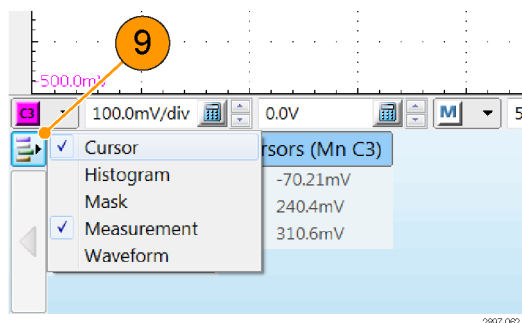 9
-500.0mV
C3 100.0mV/div 0.0V M 5
Cursor
rsors (Mn C3)
Histogram
-70.21mV
Mask
240.4mV
Measurement
310.6mV
Waveform
2897-062